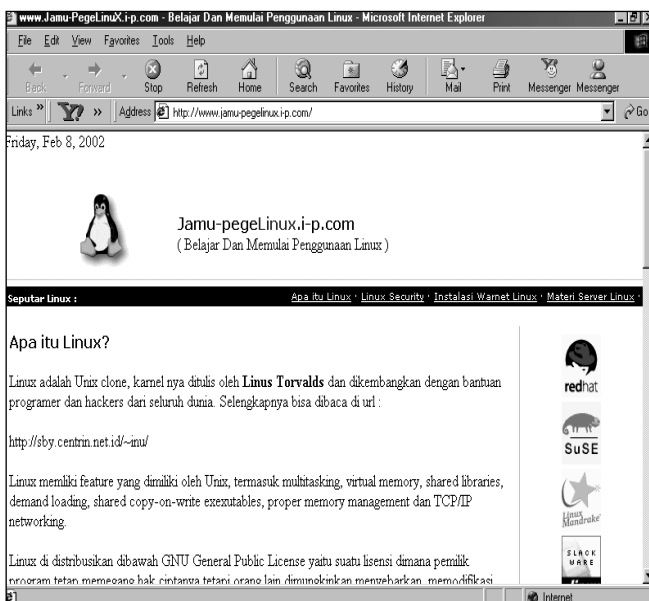 www.Jamu-PegeLinuX.i-p.com - Belajar Dan Memulai Penggunaan Linux - Microsoft Internet Explorer
File Edit View Favorites Tools Help
Back Forward Stop Refresh Home Search Favorites History Mail Print Messenger Messenger
Links » Y? » Address http://www.jamu-pegelinux.i-p.com/ Go
Friday, Feb 8, 2002
Jamu-pegeLinux.i-p.com
( Belajar Dan Memulai Penggunaan Linux )
Seputar Linux : Apa itu Linux · Linux Security · Instalasi Warnet Linux · Materi Server Linux ·
Apa itu Linux?
Linux adalah Unix clone, karnel nya ditulis oleh Linus Torvalds dan dikembangkan dengan bantuan
programer dan hackers dari seluruh dunia. Selengkapnya bisa dibaca di url :
http://sby.centrin.net.id/~inu/
Linux memliki feature yang dimiliki oleh Unix, termasuk multitasking, virtual memory, shared libraries,
demand loading, shared copy-on-write exexutables, proper memory management dan TCP/IP
networking.
Linux di distribusikan dibawah GNU General Public License yaitu suatu lisensi dimana pemilik
program tetap memegang hak ciptanya tetapi orang lain dimungkinkan menyebarkan, memodifikasi
redhat
SuSE
Linux
Mandrake
SLACK
WARE
Internet